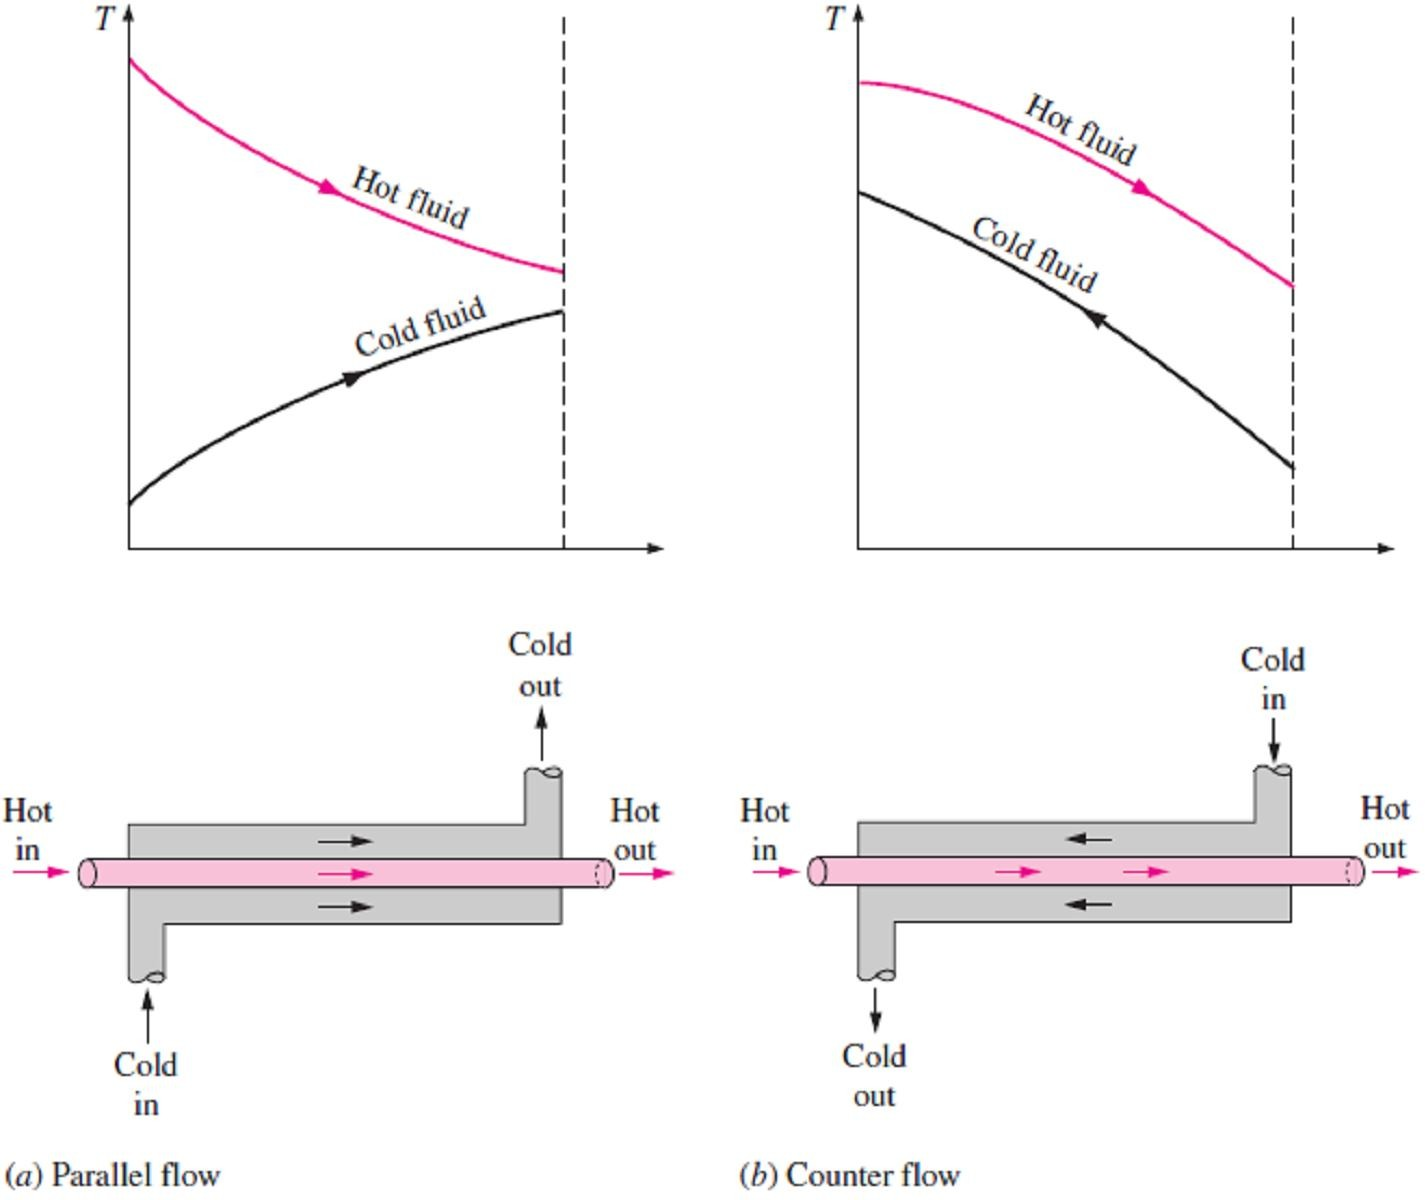 T
Hot fluid
Cold fluid
T
Hot fluid
Cold fluid
Cold
out
Hot
in
Hot
out
Cold
in
(a) Parallel flow
Cold
in
Hot
in
Hot
out
Cold
out
(b) Counter flow